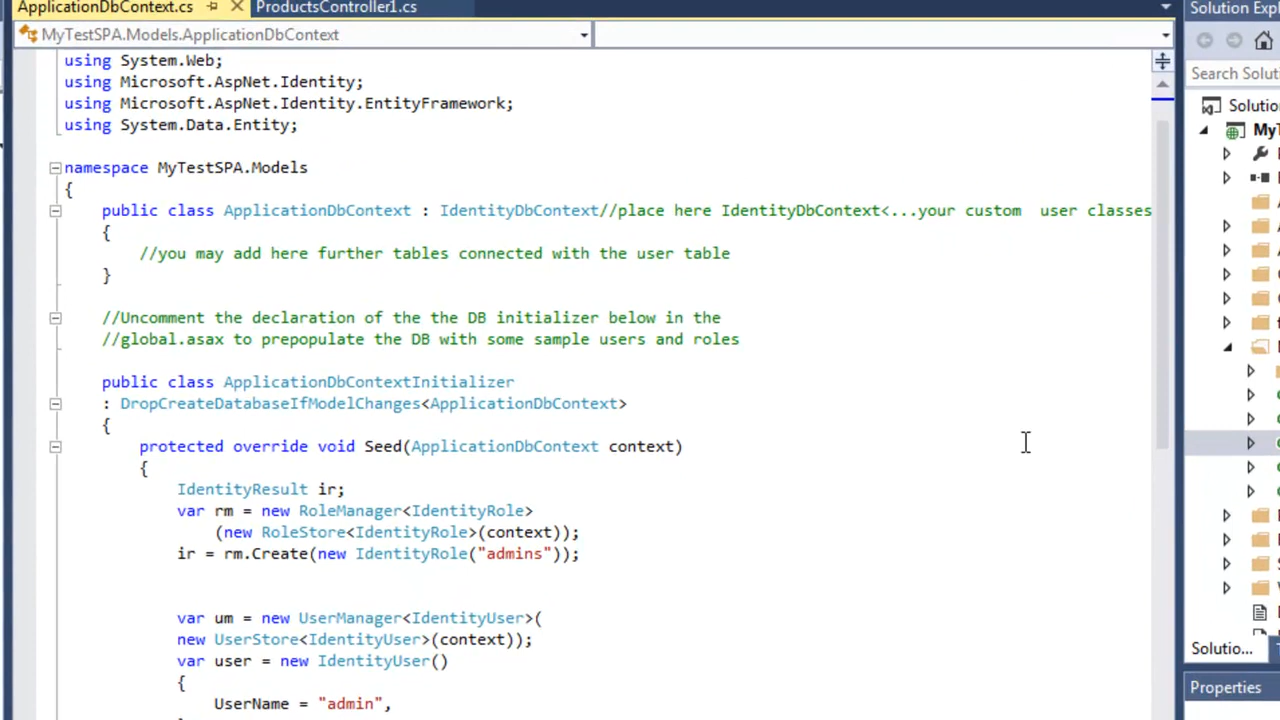 ApplicationDbContext.cs
ProductsController1.cs
Solution Expl
MyTestSPA.Models.ApplicationDbContext
using System.Web;
using Microsoft.AspNet.Identity;
using Microsoft.AspNet.Identity.EntityFramework;
using System.Data.Entity;
namespace MyTestSPA.Models
{
public class ApplicationDbContext : IdentityDbContext//place here IdentityDbContext<...your custom  user classes
{
//you may add here further tables connected with the user table
}
//Uncomment the declaration of the the DB initializer below in the
//global.asax to prepopulate the DB with some sample users and roles
public class ApplicationDbContextInitializer
: DropCreateDatabaseIfModelChanges<ApplicationDbContext>
{
protected override void Seed(ApplicationDbContext context)
{
IdentityResult ir;
var rm = new RoleManager<IdentityRole>
(new RoleStore<IdentityRole>(context));
ir = rm.Create(new IdentityRole("admins"));
var um = new UserManager<IdentityUser>(
new UserStore<IdentityUser>(context));
var user = new IdentityUser()
{
UserName = "admin",
Search Soluti
Solutio
MyT
Solutio...
Properties